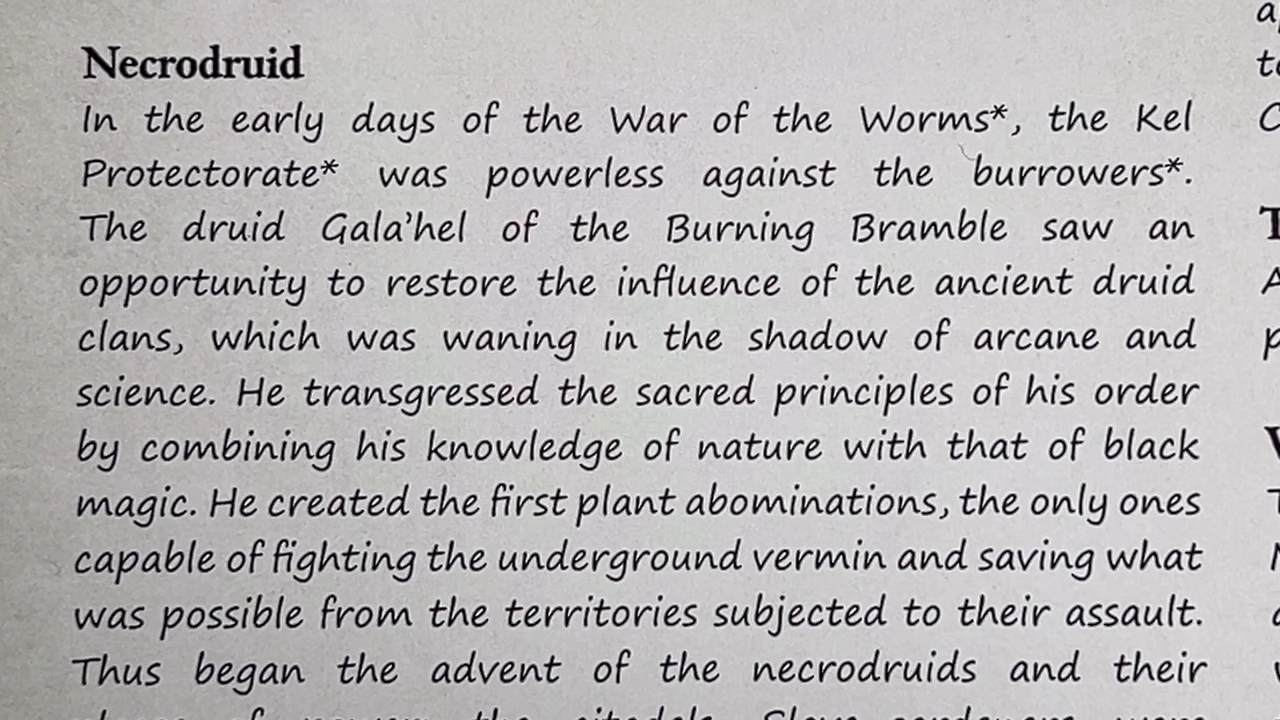 Necrodruid
In the early days of the War of the Worms*, the Kel
Protectorate* was powerless against the burrowers*.
The druid Gala’hel of the Burning Bramble saw an
opportunity to restore the influence of the ancient druid
clans, which was waning in the shadow of arcane and
science. He transgressed the sacred principles of his order
by combining his knowledge of nature with that of black
magic. He created the first plant abominations, the only ones
capable of fighting the underground vermin and saving what
was possible from the territories subjected to their assault.
Thus began the advent of the necrodruids and their